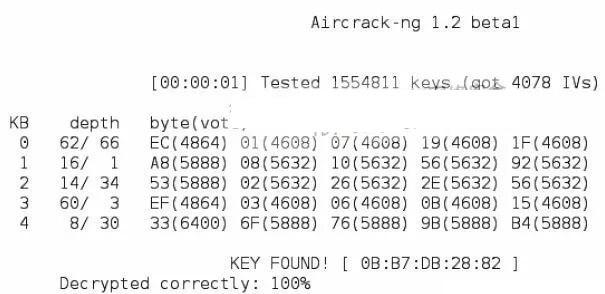 Aircrack-ng 1.2 beta1
[00:00:01] Tested 1554811 keys (got 4078 IVs)
KB depth byte(vot
0 62/ 66 EC(4864) 01(4608) 07(4608) 19(4608) 1F(4608)
1 16/ 1 A8(5888) 08(5632) 10(5632) 56(5632) 92(5632)
2 14/ 34 53(5888) 02(5632) 26(5632) 2E(5632) 56(5632)
3 60/ 3 EF(4864) 03(4608) 06(4608) 0B(4608) 15(4608)
4 8/ 30 33(6400) 6F(5888) 76(5888) 9B(5888) B4(5888)
KEY FOUND! [ 0B:B7:DB:28:82 ]
Decrypted correctly: 100%